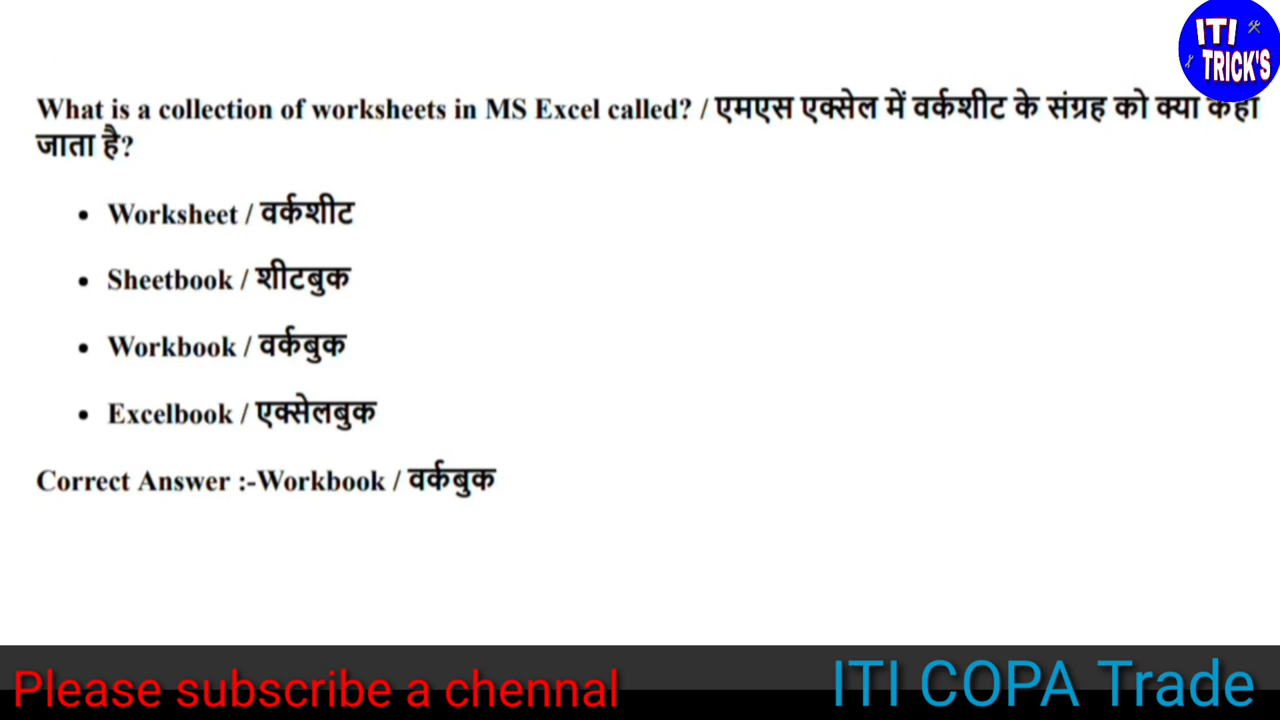 ITI
TRICK'S
What is a collection of worksheets in MS Excel called? / एमएस एक्सेल में वर्कशीट के संग्रह को क्या कहा
जाता है?
• Worksheet / वर्कशीट
• Sheetbook / शीटबुक
• Workbook / वर्कबुक
• Excelbook / एक्सेलबुक
Correct Answer :-Workbook / वर्कबुक
Please subscribe a chennal
ITI COPA Trade